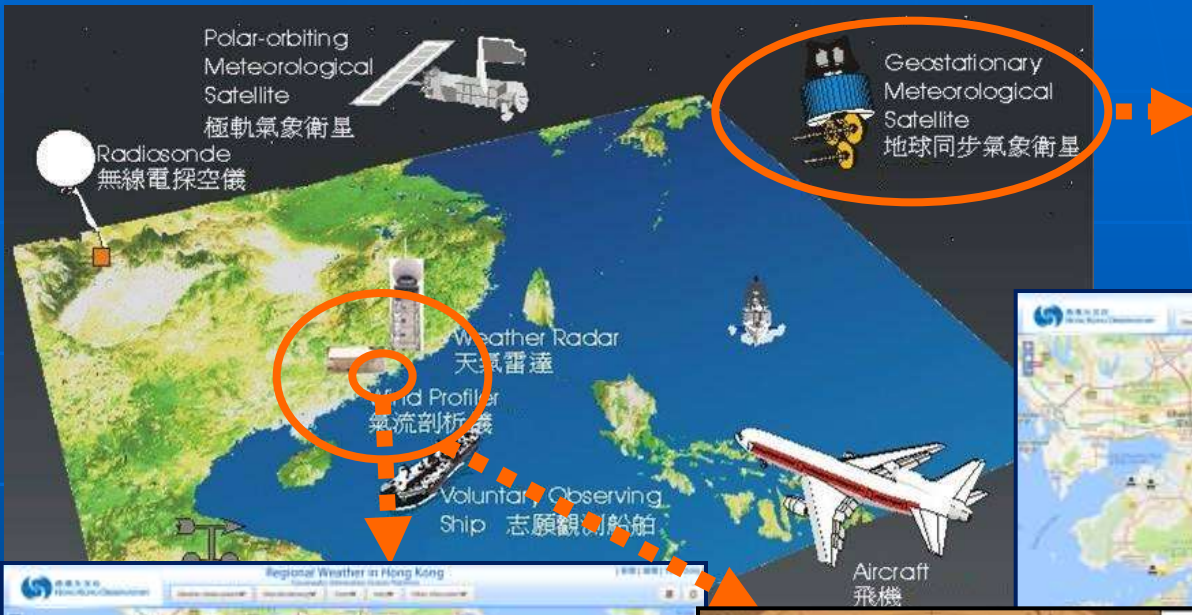 Polar-orbiting
Meteorological
Satellite
極軌氣象衛星
Geostationary
Meteorological
Satellite
地球同步氣象衛星
Radiosonde
無線電探空儀
Weather Radar
天氣雷達
Wind Profiler
氣流剖析儀
Voluntary Observing
Ship 志願觀測船舶
Aircraft
飛機
Regional Weather in Hong Kong